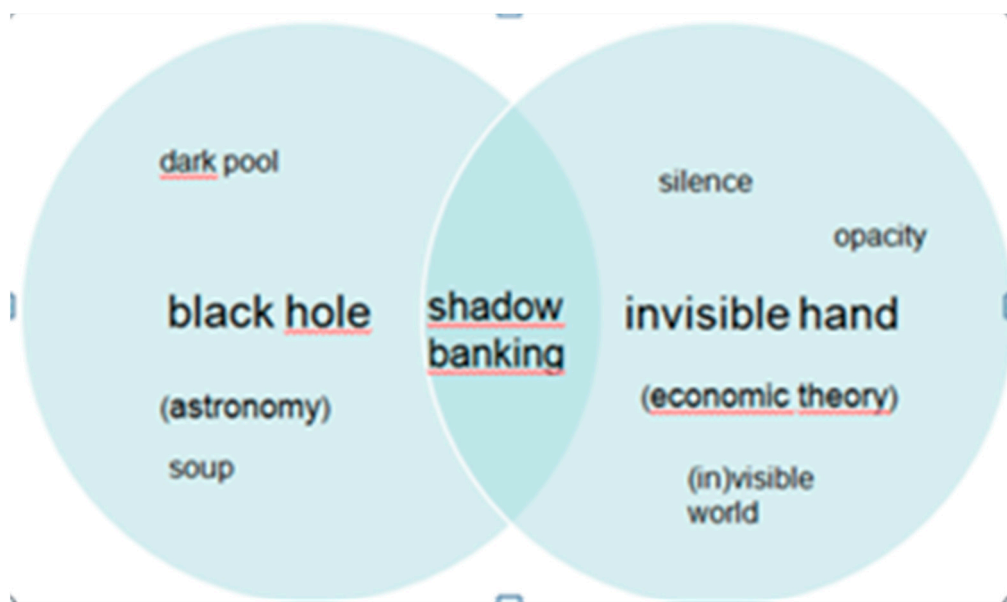 dark pool
black hole
(astronomy)
soup
shadow
banking
silence
opacity
invisible hand
(economic theory)
(in)visible
world